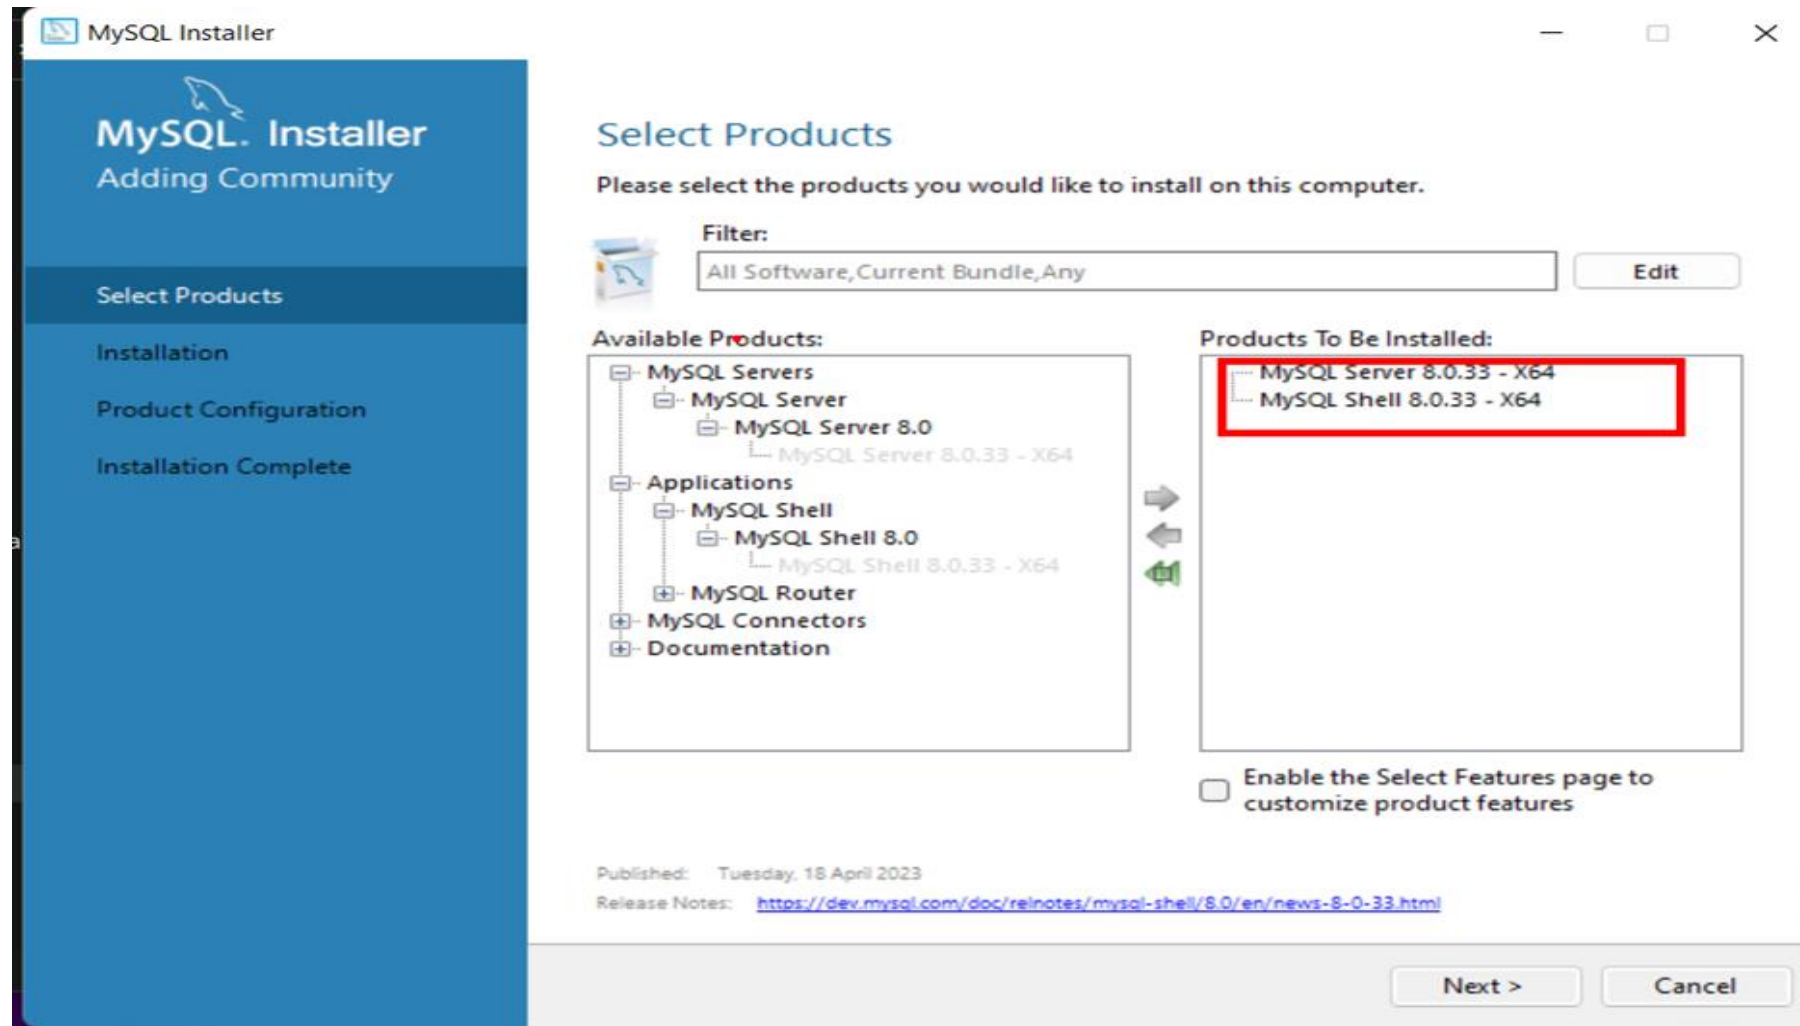 MySQL Installer
MySQL. Installer
Adding Community
Select Products
Installation
Product Configuration
Installation Complete
Select Products
Please select the products you would like to install on this computer.
Filter:
All Software,Current Bundle,Any
Edit
Available Products:
MySQL Servers
MySQL Server
MySQL Server 8.0
MySQL Server 8.0.33 - X64
Applications
MySQL Shell
MySQL Shell 8.0
MySQL Shell 8.0.33 - X64
MySQL Router
MySQL Connectors
Documentation
Products To Be Installed:
MySQL Server 8.0.33 - X64
MySQL Shell 8.0.33 - X64
Enable the Select Features page to
customize product features
Published: Tuesday, 18 April 2023
Release Notes: https://dev.mysql.com/doc/relnotes/mysql-shell/8.0/en/news-8-0-33.html
Next >
Cancel